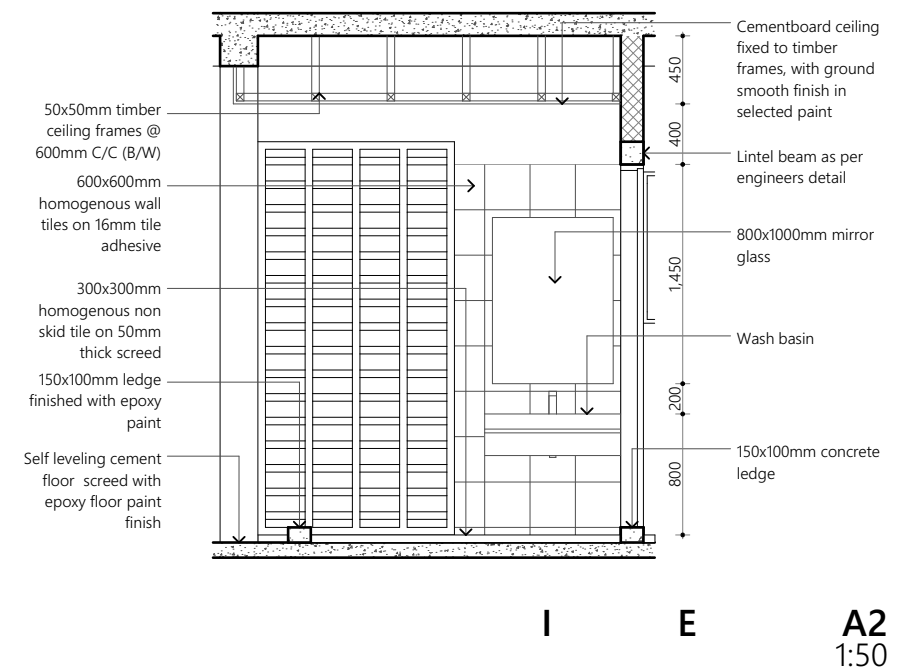 50x50mm timber
ceiling frames @
600mm C/C (B/W)
600x600mm
homogenous wall
tiles on 16mm tile
adhesive
300x300mm
homogenous non
skid tile on 50mm
thick screed
150x100mm ledge
finished with epoxy
paint
Self leveling cement
floor screed with
epoxy floor paint
finish
450
400
1,450
200
800
Cementboard ceiling
fixed to timber
frames, with ground
smooth finish in
selected paint
Lintel beam as per
engineers detail
800x1000mm mirror
glass
Wash basin
150x100mm concrete
ledge
I E A2
1:50